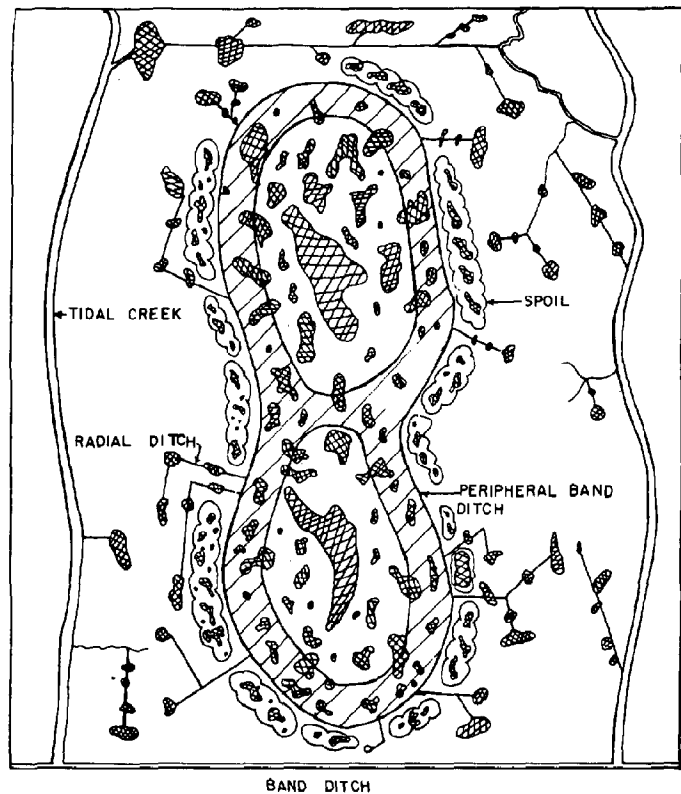 SPOIL
TIDAL CREEK
RADIAL DITCH
PERIPHERAL BAND
DITCH
BAND DITCH